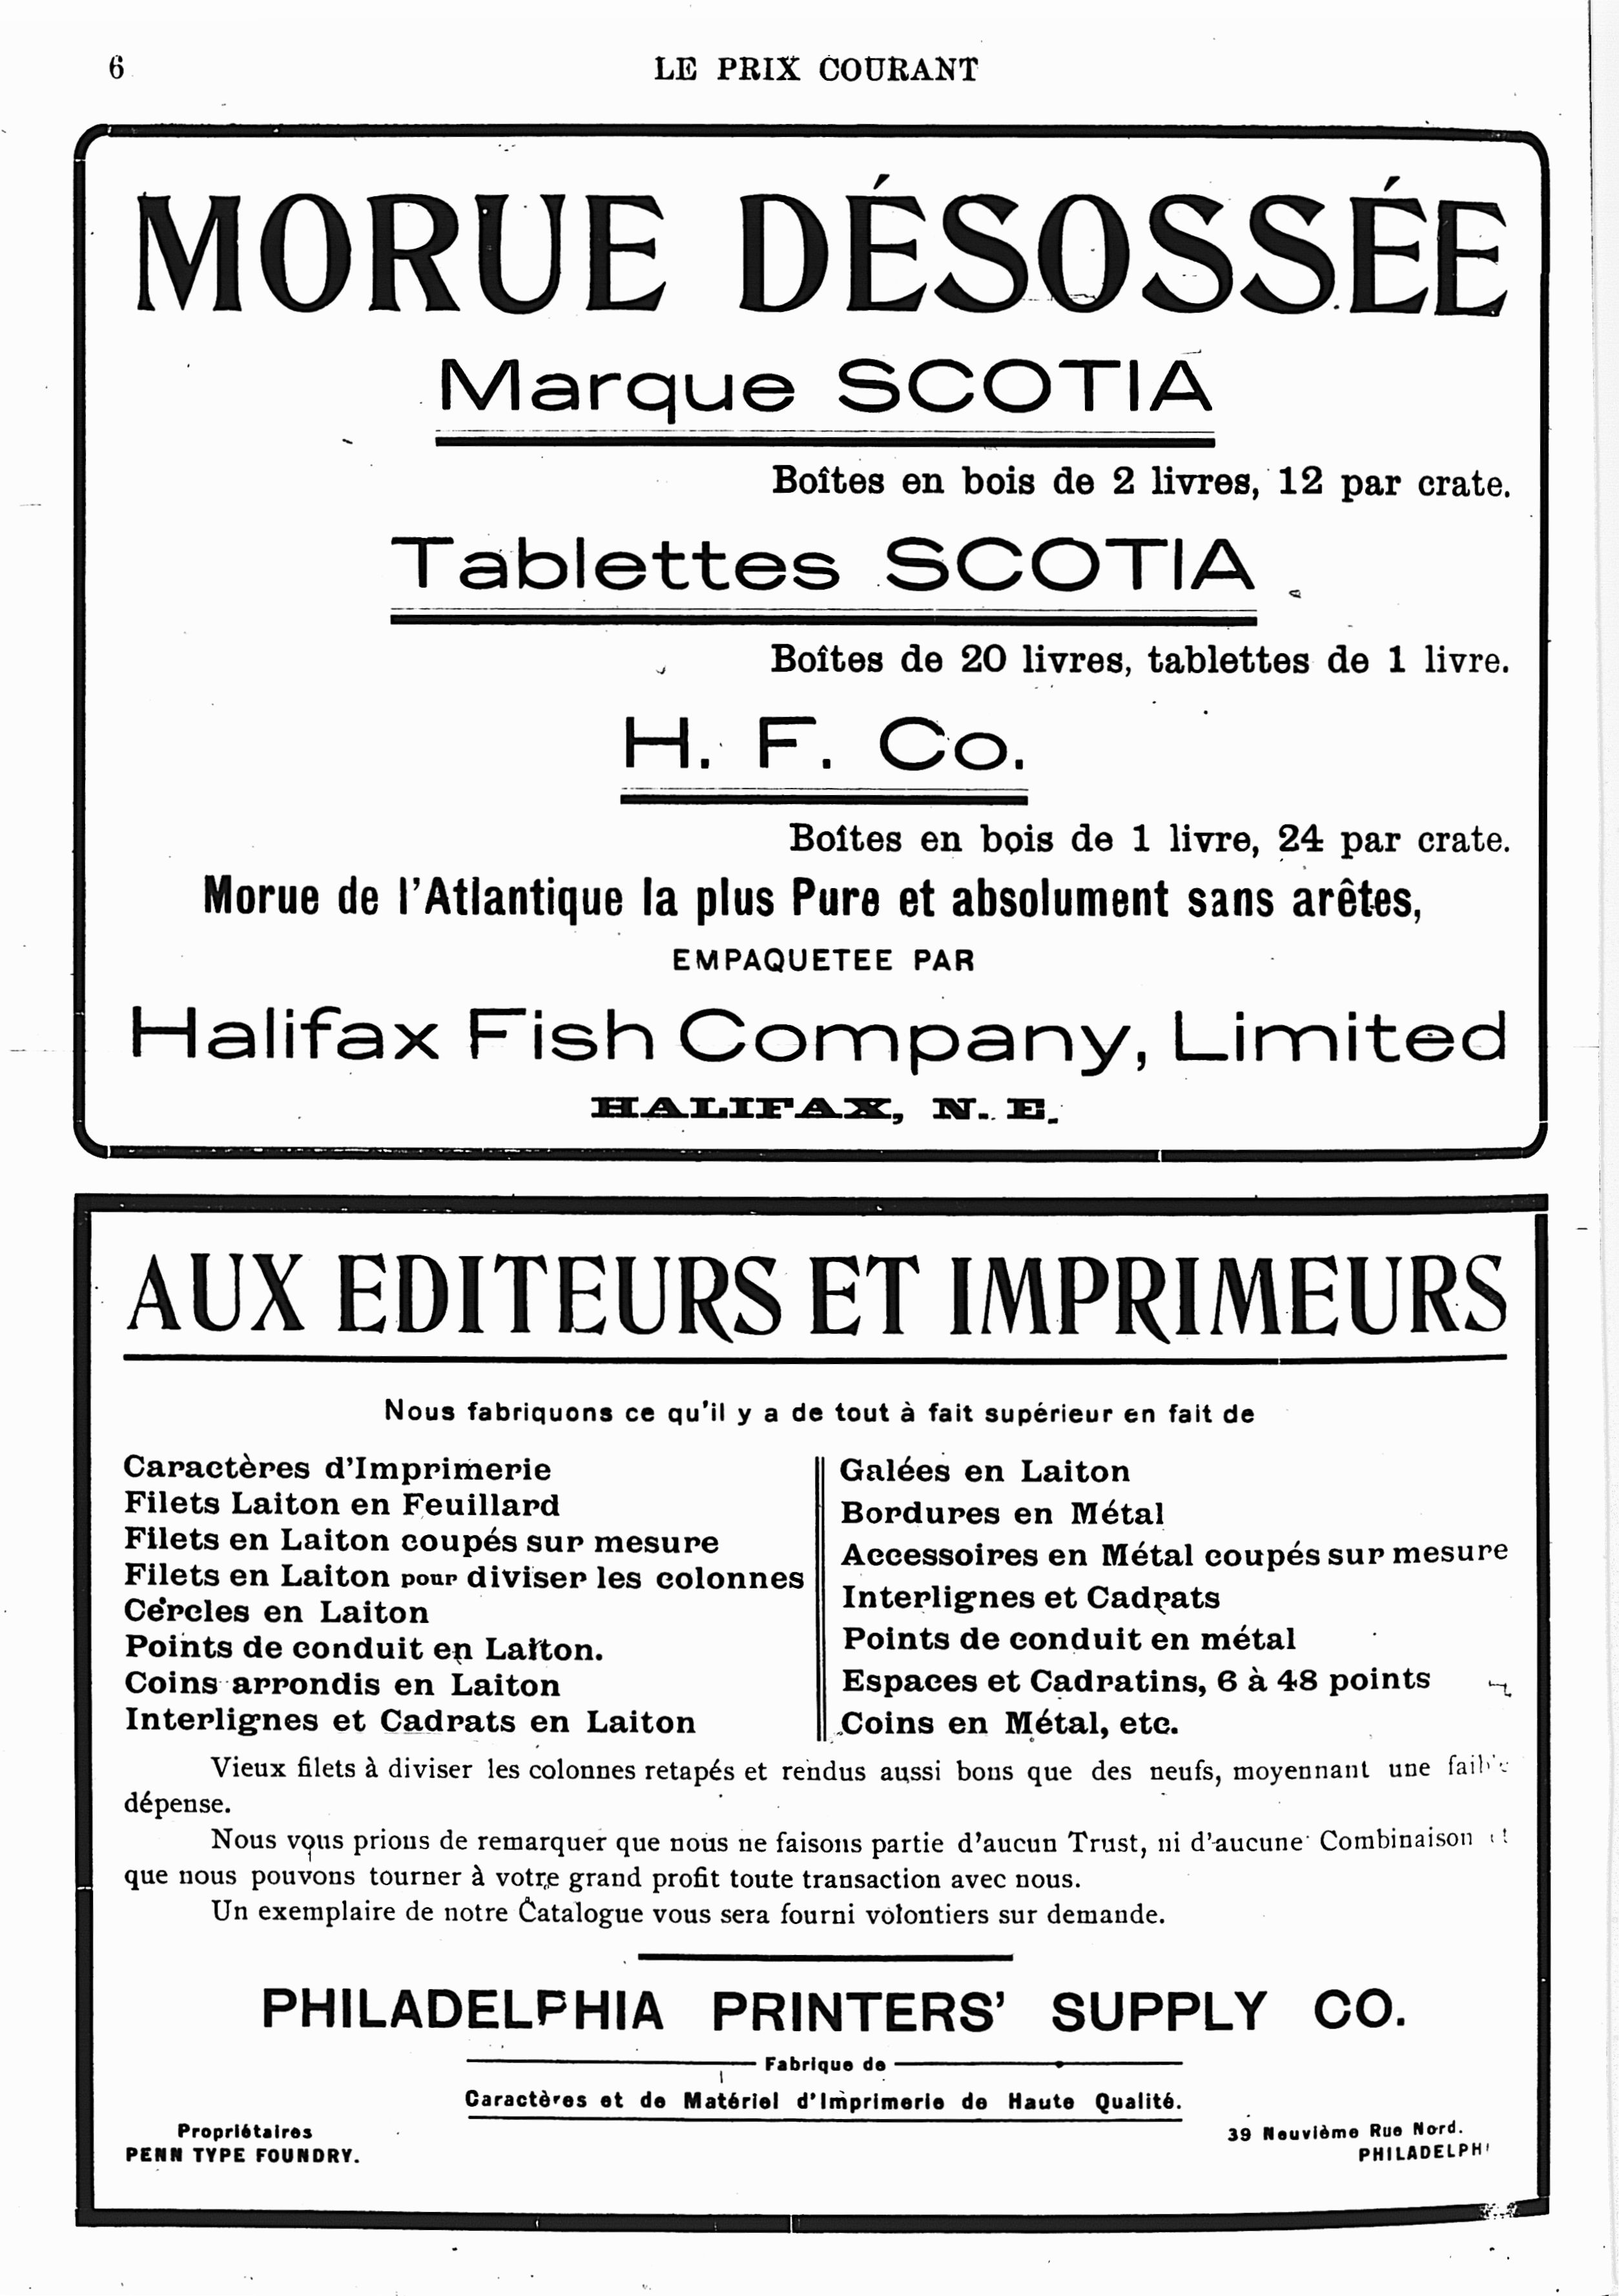 6
LE PRIX COURANT
MORUE DÉSOSSÉE
Marque SCOTIA
Boîtes en bois de 2 livres, 12 par crate.
Tablettes SCOTIA
Boîtes de 20 livres, tablettes de 1 livre.
H. F. Co.
Boîtes en bois de 1 livre, 24 par crate.
Morue de l'Atlantique la plus Pure et absolument sans arêtes,
EMPAQUETEE PAR
Halifax Fish Company, Limited
HALIFAX, N. E.
AUX EDITEURS ET IMPRIMEURS
Nous fabriquons ce qu'il y a de tout à fait supérieur en fait de
Caractères d'Imprimerie
Filets Laiton en Feuillard
Filets en Laiton coupés sur mesure
Filets en Laiton pour diviser les colonnes
Cercles en Laiton
Points de conduit en Laiton.
Coins arrondis en Laiton
Interlignes et Cadrats en Laiton
Galées en Laiton
Bordures en Métal
Accessoires en Métal coupés sur mesure
Interlignes et Cadrats
Points de conduit en métal
Espaces et Cadratins, 6 à 48 points
Coins en Métal, etc.
Vieux filets à diviser les colonnes retapés et rendus aussi bons que des neufs, moyennant une
dépense.
Nous vous prions de remarquer que nous ne faisons partie d'aucun Trust, ni d'aucune Combinaison
que nous pouvons tourner à votre grand profit toute transaction avec nous.
Un exemplaire de notre Catalogue vous sera fourni volontiers sur demande.
PHILADELPHIA PRINTERS' SUPPLY CO.
Fabrique de
Caractères et de Matériel d'Imprimerie de Haute Qualité.
Propriétaires
PENN TYPE FOUNDRY.
39 Neuvième Rue Nord.
PHILADELPH